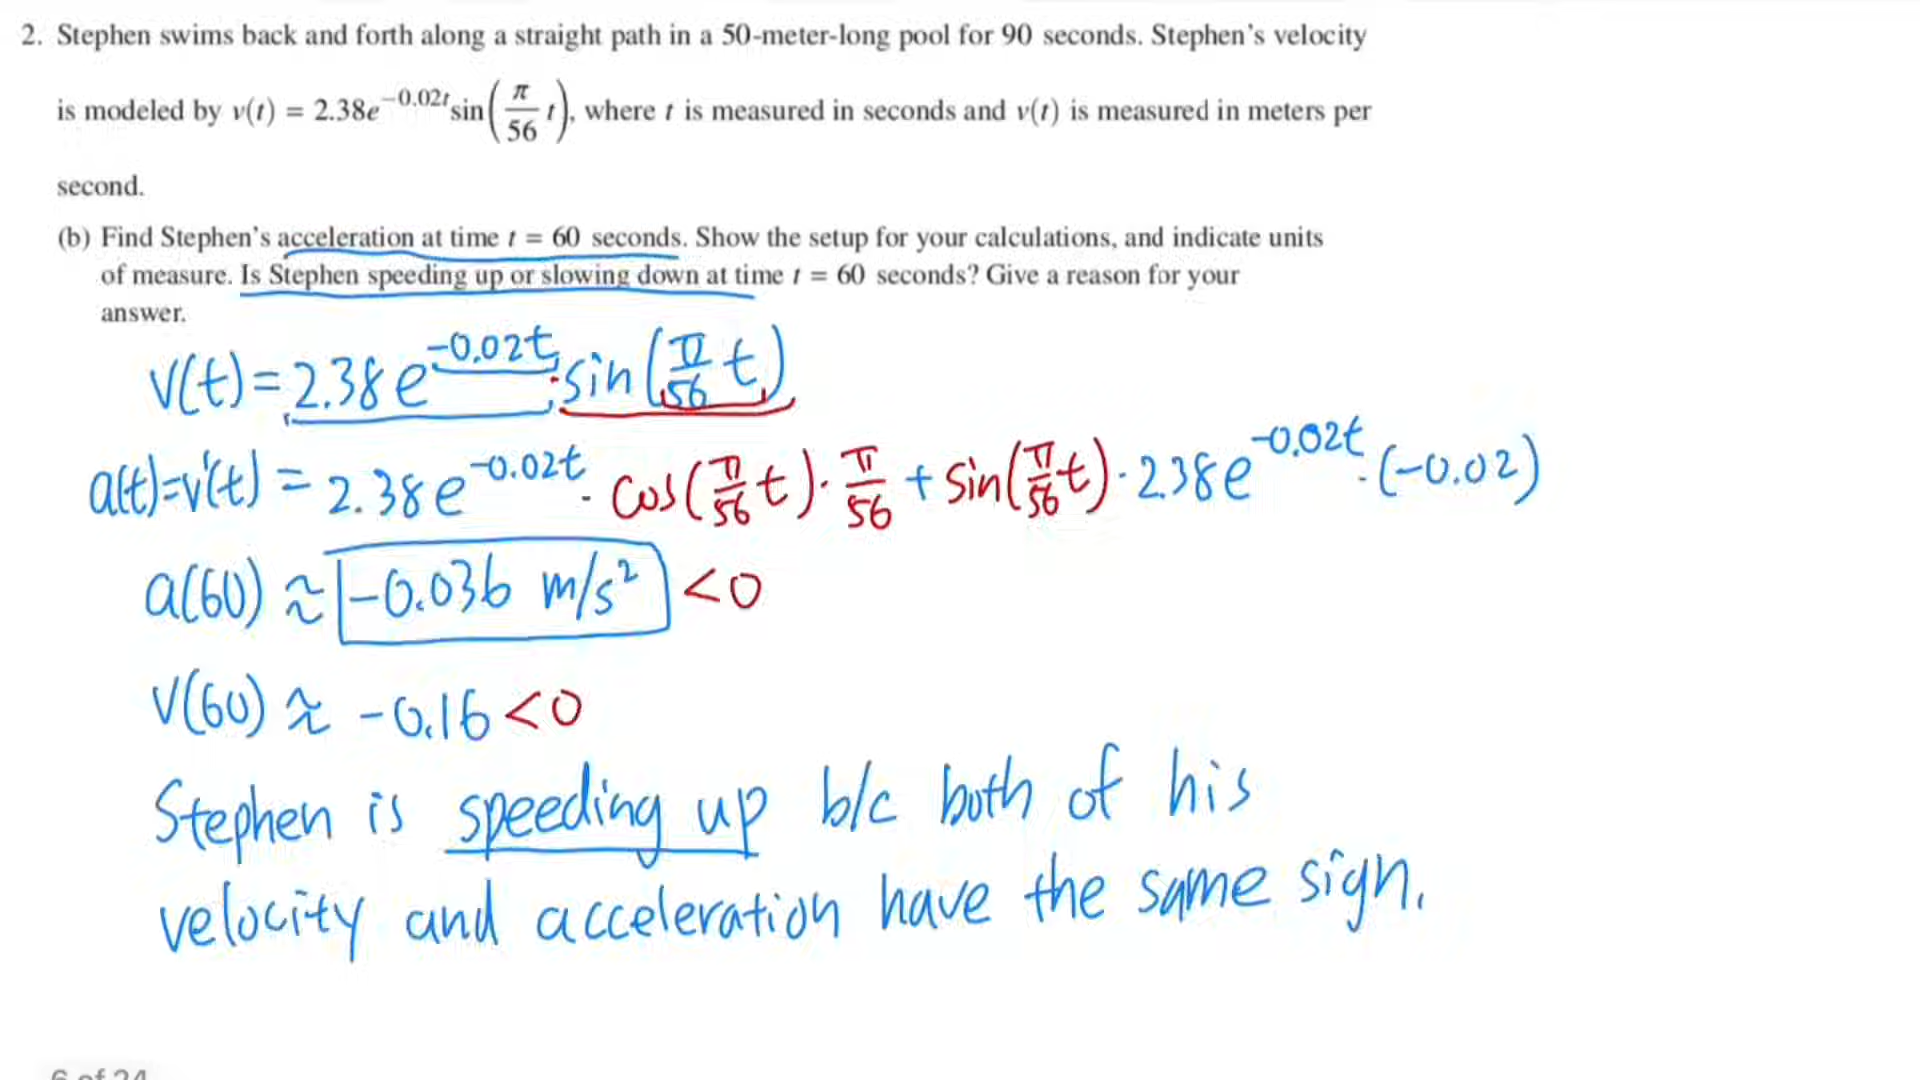 2. Stephen swims back and forth along a straight path in a 50-meter-long pool for 90 seconds. Stephen's velocity
is modeled by v(t) = 2.38e^{-0.02t} sin(π/56 t), where t is measured in seconds and v(t) is measured in meters per
second.
(b) Find Stephen's acceleration at time t = 60 seconds. Show the setup for your calculations, and indicate units
of measure. Is Stephen speeding up or slowing down at time t = 60 seconds? Give a reason for your
answer.
v(t)=2.38e^{-0.02t}·sin(π/56 t)
a(t)=v'(t) = 2.38e^{-0.02t} · cos(π/56 t)·π/56 + sin(π/56 t)·2.38e^{-0.02t}·(-0.02)
a(60) ≈ -0.036 m/s² <0
v(60) ≈ -0.16 <0
Stephen is speeding up b/c both of his
velocity and acceleration have the same sign.
6 of 24